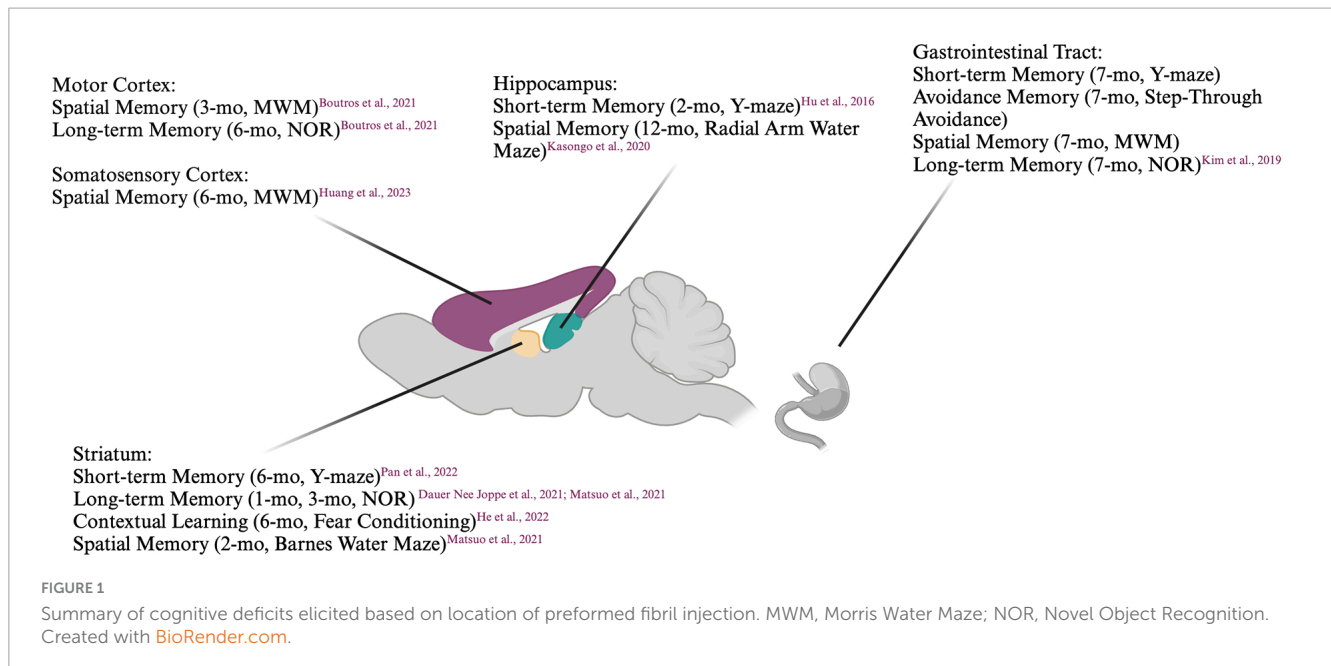 Motor Cortex:
Spatial Memory (3-mo, MWM)Boutros et al., 2021
Long-term Memory (6-mo, NOR)Boutros et al., 2021
Somatosensory Cortex:
Spatial Memory (6-mo, MWM)Huang et al., 2023
Hippocampus:
Short-term Memory (2-mo, Y-maze)Hu et al., 2016
Spatial Memory (12-mo, Radial Arm Water
Maze)Kasongo et al., 2020
Gastrointestinal Tract:
Short-term Memory (7-mo, Y-maze)
Avoidance Memory (7-mo, Step-Through
Avoidance)
Spatial Memory (7-mo, MWM)
Long-term Memory (7-mo, NOR)Kim et al., 2019
Striatum:
Short-term Memory (6-mo, Y-maze)Pan et al., 2022
Long-term Memory (1-mo, 3-mo, NOR) Dauer Nee Joppe et al., 2021; Matsuo et al., 2021
Contextual Learning (6-mo, Fear Conditioning)He et al., 2022
Spatial Memory (2-mo, Barnes Water Maze)Matsuo et al., 2021
FIGURE 1
Summary of cognitive deficits elicited based on location of preformed fibril injection. MWM, Morris Water Maze; NOR, Novel Object Recognition.
Created with BioRender.com.